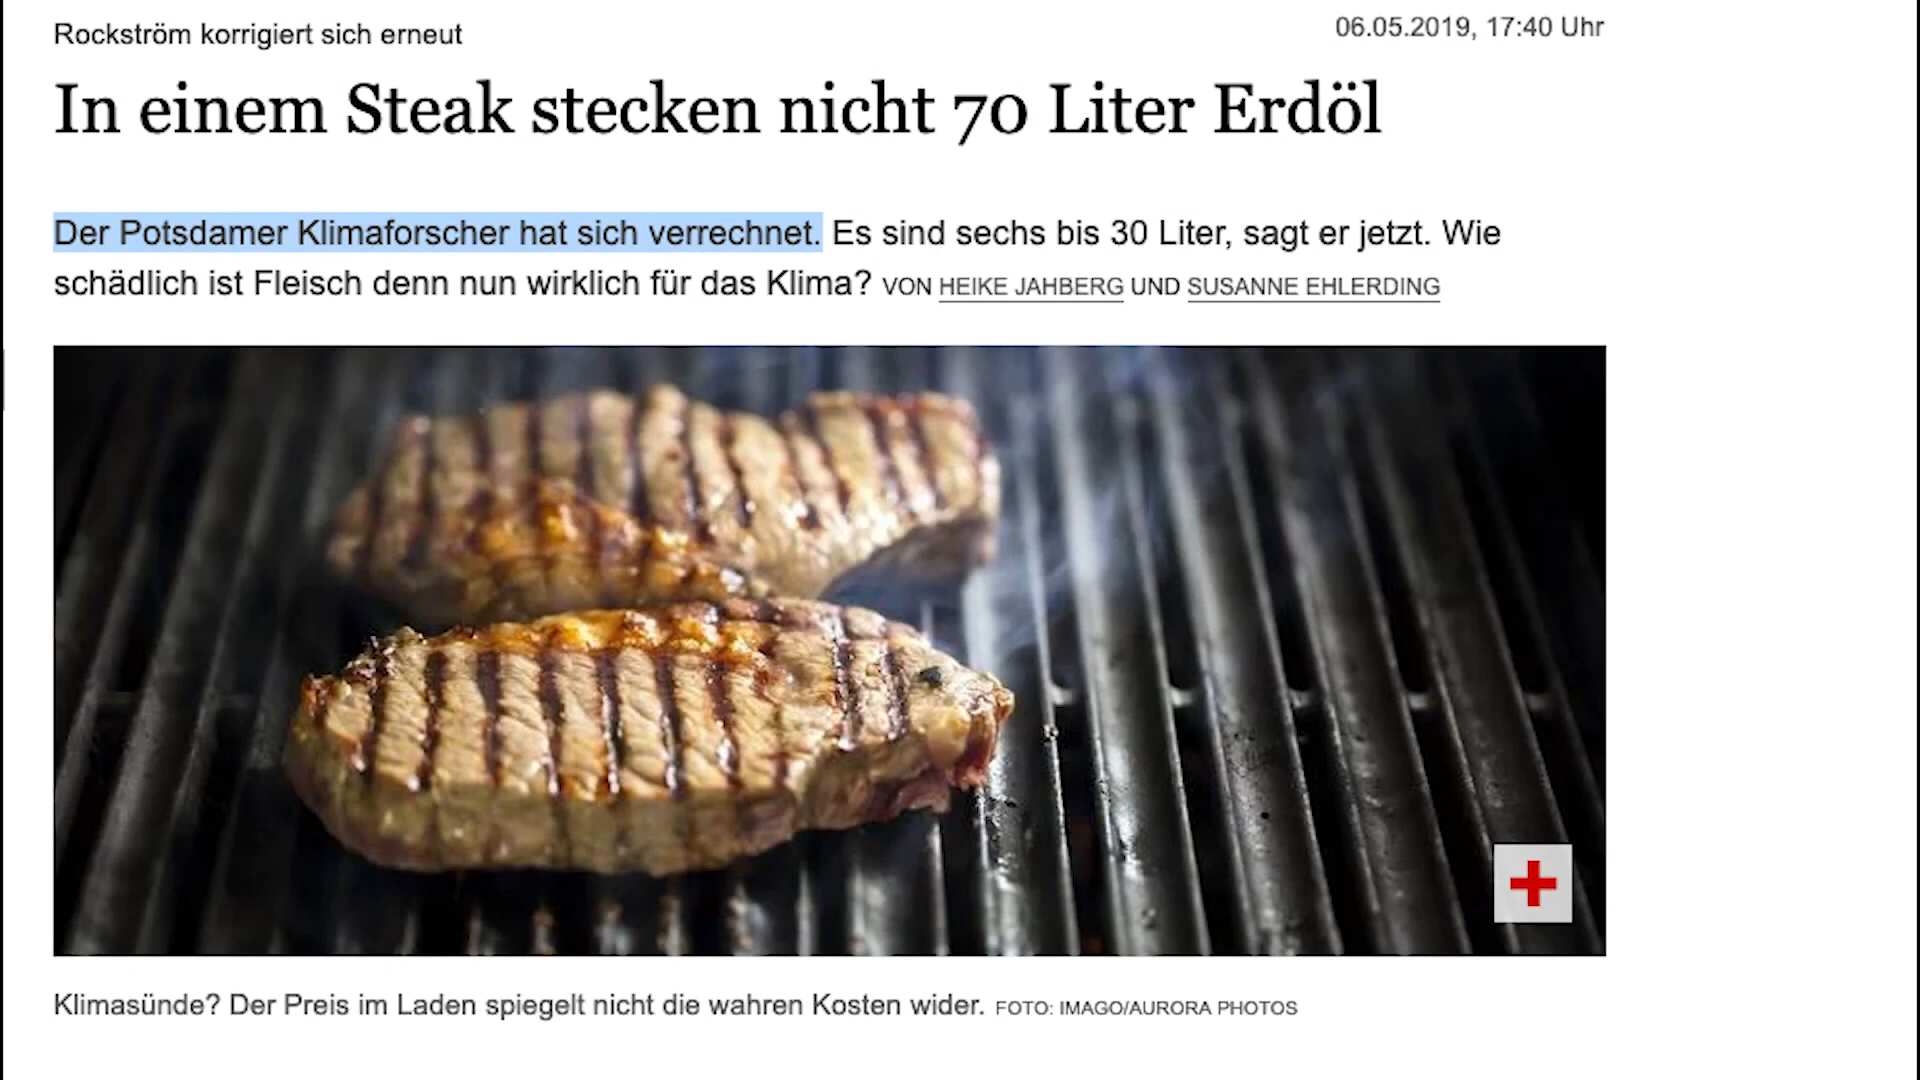 Rockström korrigiert sich erneut
06.05.2019, 17:40 Uhr
In einem Steak stecken nicht 70 Liter Erdöl
Der Potsdamer Klimaforscher hat sich verrechnet. Es sind sechs bis 30 Liter, sagt er jetzt. Wie
schädlich ist Fleisch denn nun wirklich für das Klima? VON HEIKE JAHBERG UND SUSANNE EHLERDING
Klimasünde? Der Preis im Laden spiegelt nicht die wahren Kosten wider. FOTO: IMAGO/AURORA PHOTOS